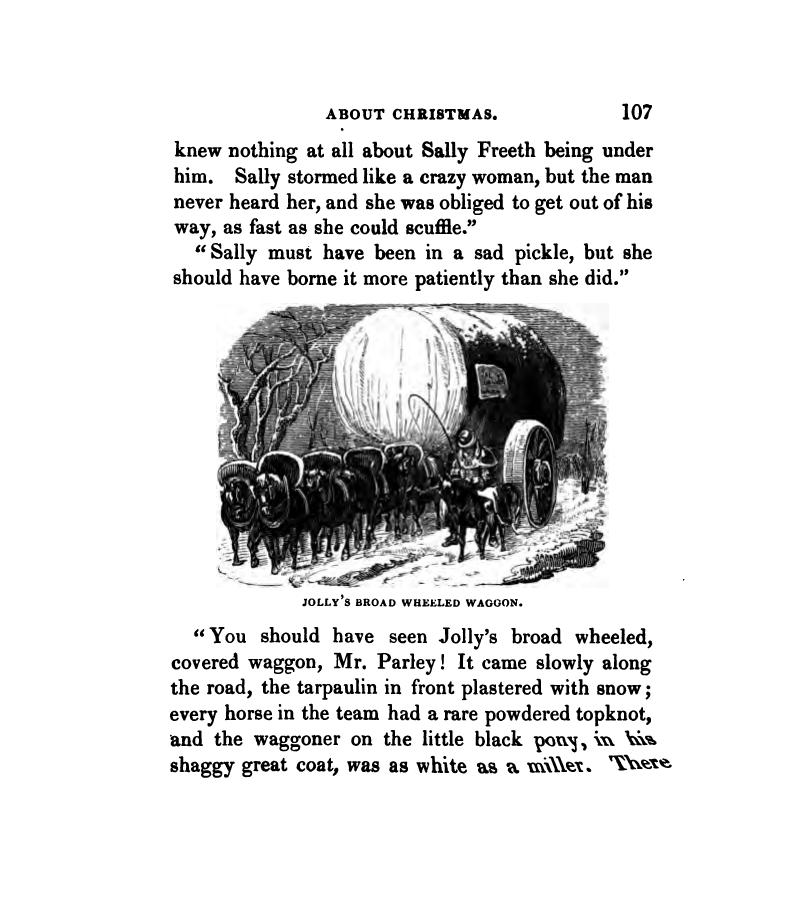 ABOUT CHRISTMAS. 107
knew nothing at all about Sally Freeth being under
him. Sally stormed like a crazy woman, but the man
never heard her, and she was obliged to get out of his
way, as fast as she could scuffle.”
“Sally must have been in a sad pickle, but she
should have borne it more patiently than she did.”
JOLLY'S BROAD WHEELED WAGGON.
“You should have seen Jolly's broad wheeled,
covered waggon, Mr. Parley! It came slowly along
the road, the tarpaulin in front plastered with snow;
every horse in the team had a rare powdered topknot,
and the waggoner on the little black pony, in his
shaggy great coat, was as white as a miller. There